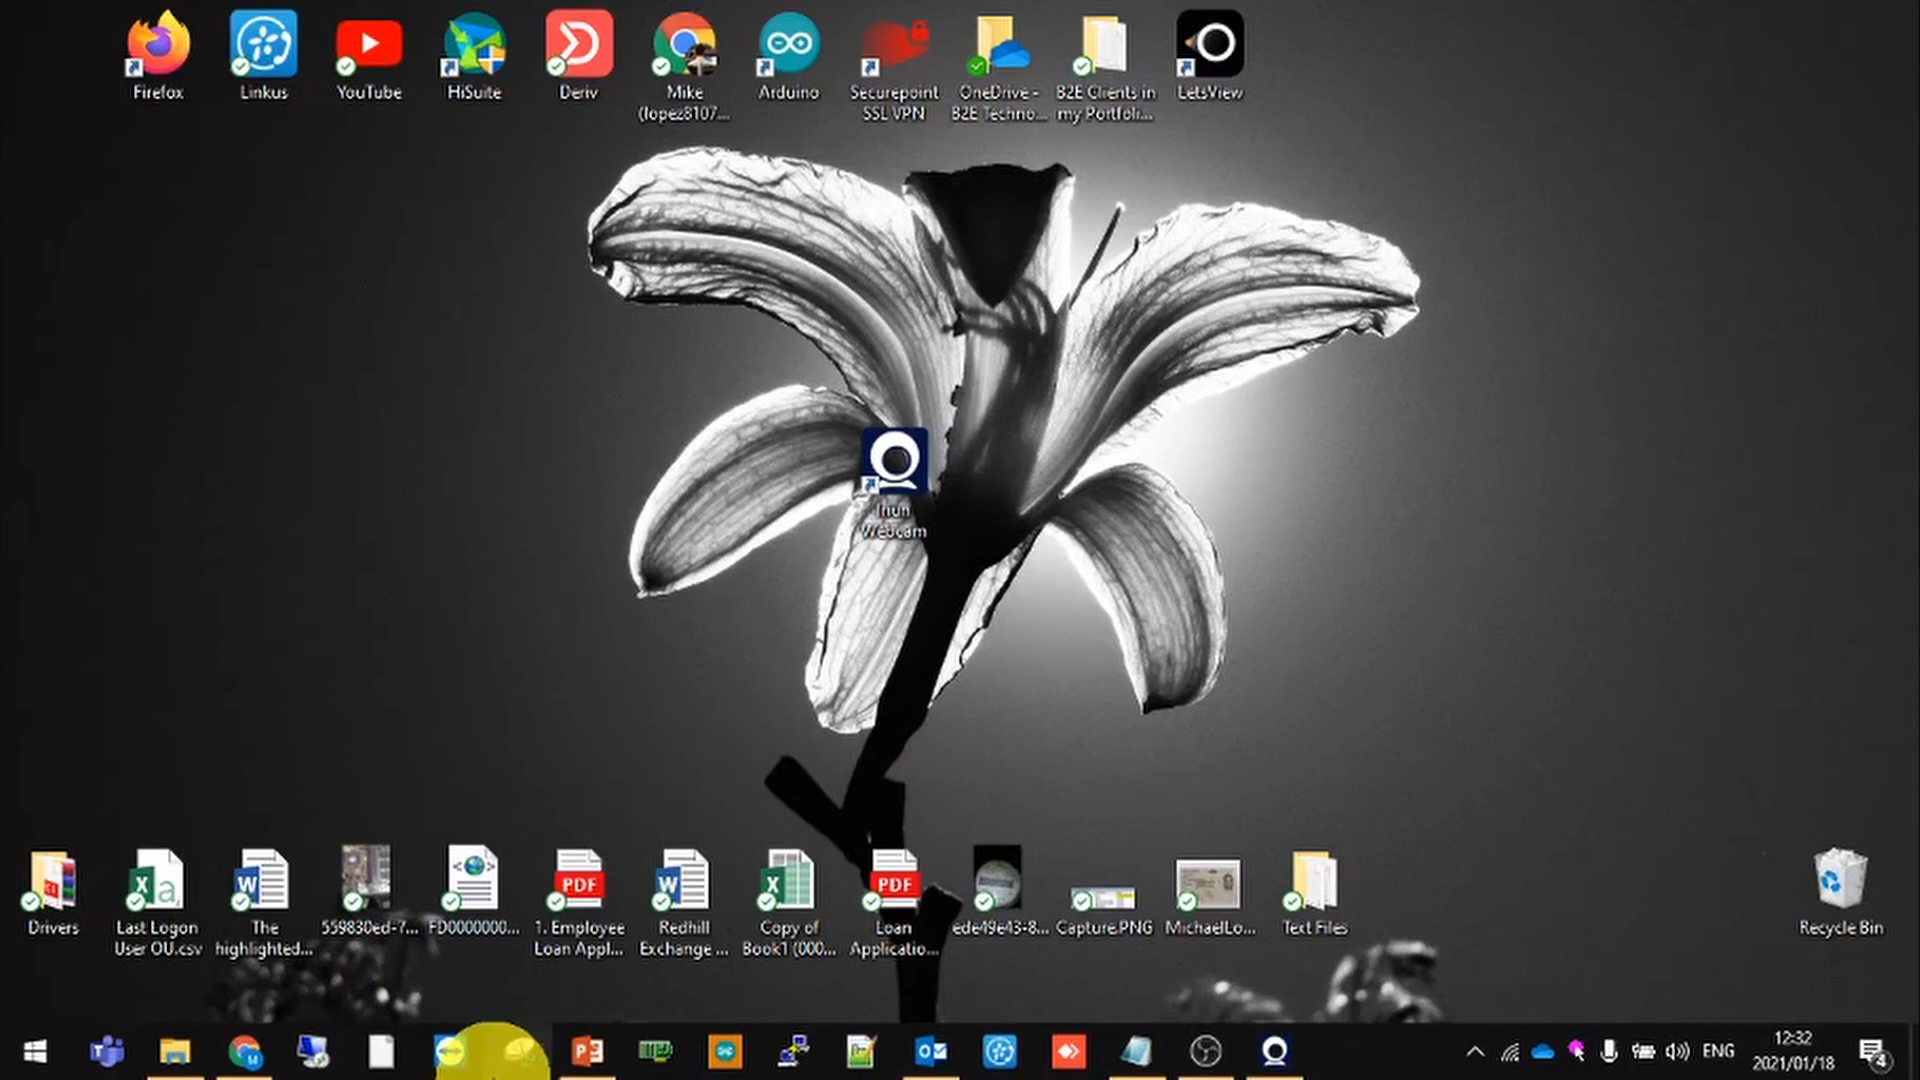 Firefox
Linkus
YouTube
HiSuite
Deriv
Mike
(lopez8107...
Arduino
Securepoint
SSL VPN
OneDrive -
B2E Techno...
B2E Clients in
my Portfoli...
LetsView
Iriun
Webcam
Drivers
Last Logon
User OU.csv
The
highlighted...
559830ed-7...
FD0000000...
PDF
1. Employee
Loan Appl...
Redhill
Exchange ...
Copy of
Book1 (000...
PDF
Loan
Applicatio...
ede49e43-8...
Capture.PNG
MichaelLo...
Text Files
Recycle Bin
ENG
12:32
2021/01/18
4